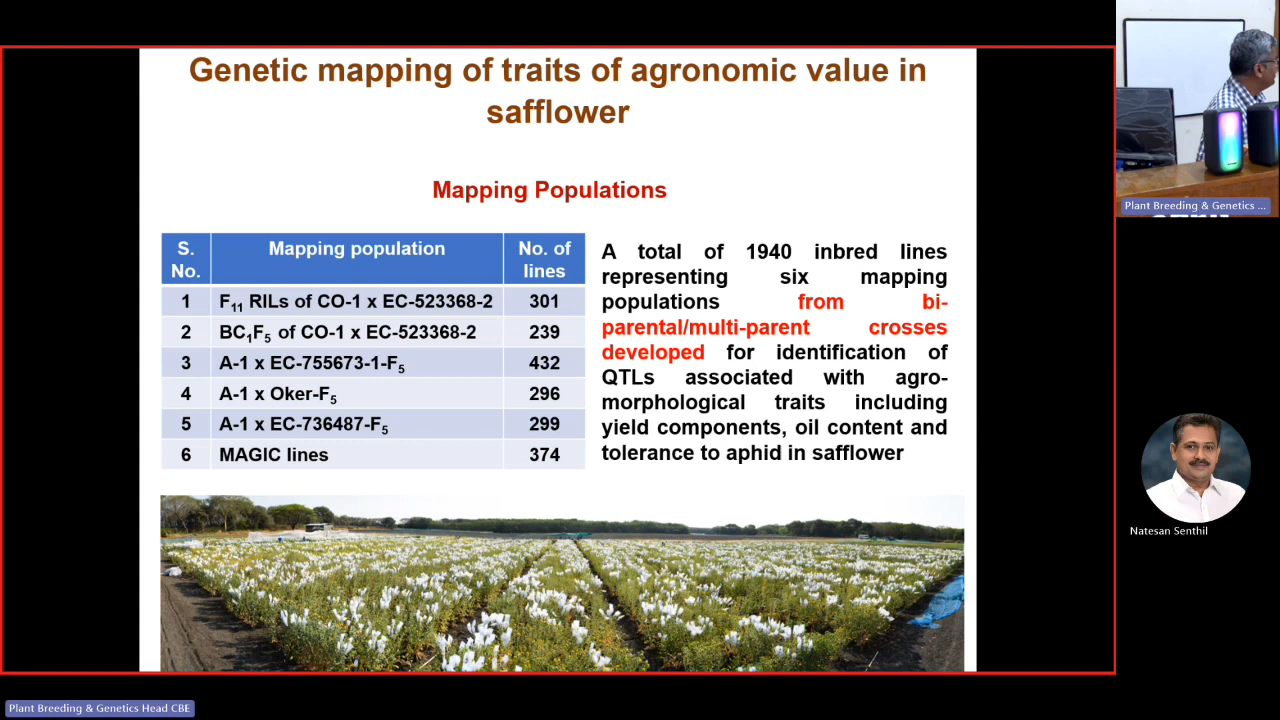 Genetic mapping of traits of agronomic value in
safflower
Mapping Populations
S. No. Mapping population No. of lines
1 F11 RILs of CO-1 x EC-523368-2 301
2 BC1F5 of CO-1 x EC-523368-2 239
3 A-1 x EC-755673-1-F5 432
4 A-1 x Oker-F5 296
5 A-1 x EC-736487-F5 299
6 MAGIC lines 374
A total of 1940 inbred lines
representing six mapping
populations from bi-
parental/multi-parent crosses
developed for identification of
QTLs associated with agro-
morphological traits including
yield components, oil content and
tolerance to aphid in safflower
Plant Breeding & Genetics ...
Natesan Senthil
Plant Breeding & Genetics Head CBE